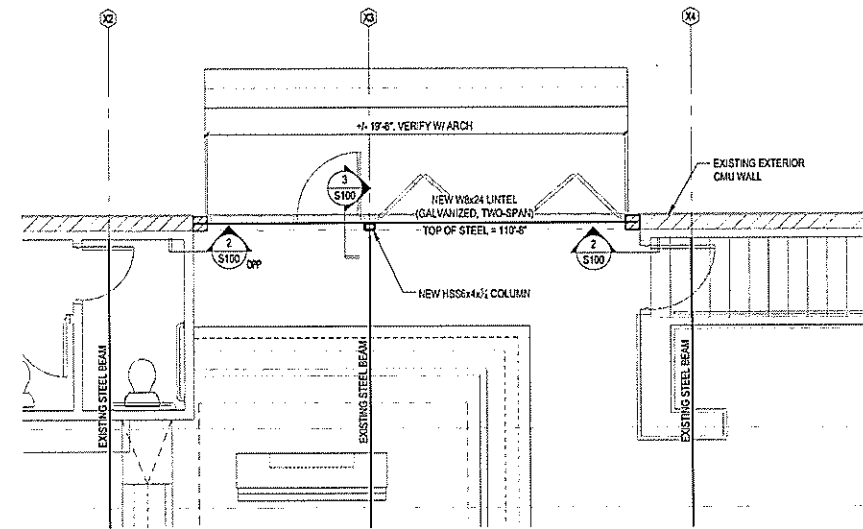 X2
X3
X4
+/- 19'-8", VERIFY W/ ARCH
EXISTING EXTERIOR
CMU WALL
3
S100
NEW W8x24 LINTEL
(GALVANIZED, TWO-SPAN)
TOP OF STEEL = 110'-8"
2
S100
OPP
2
S100
NEW HSS6x4x¼ COLUMN
EXISTING STEEL BEAM
EXISTING STEEL BEAM
EXISTING STEEL BEAM